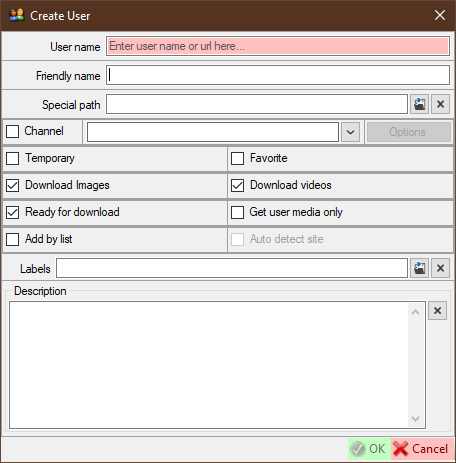 Create User
User name
Enter user name or url here...
Friendly name
Special path
Channel
Options
Temporary
Favorite
Download Images
Download videos
Ready for download
Get user media only
Add by list
Auto detect site
Labels
Description
OK
Cancel